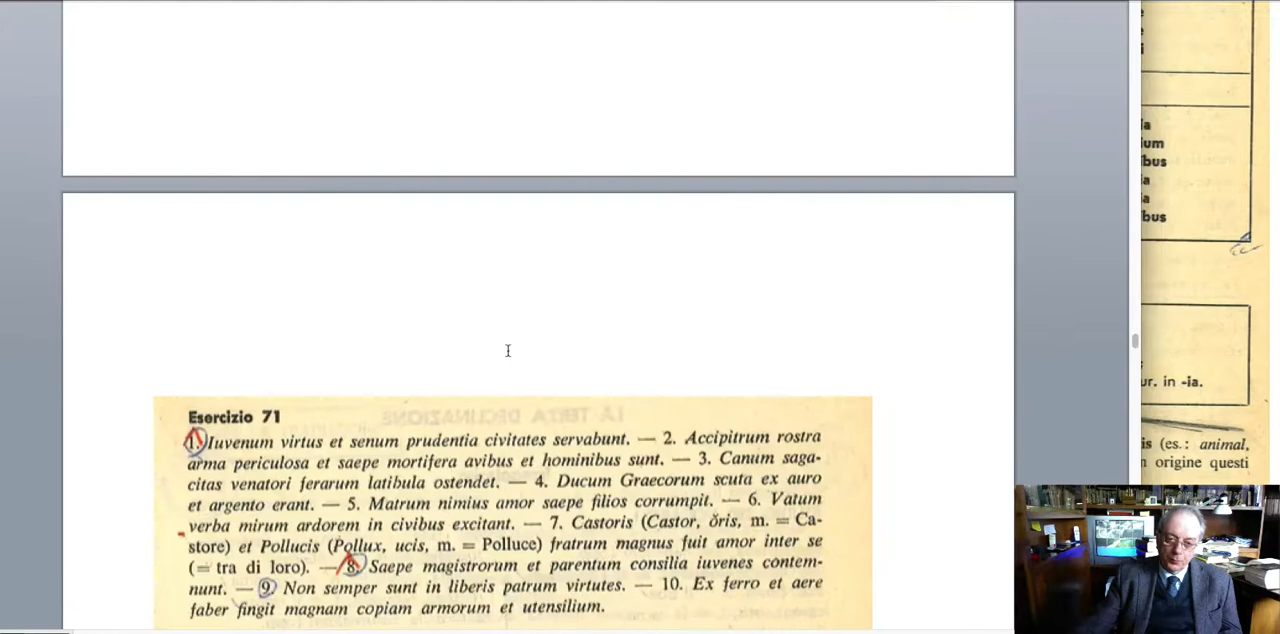 ia
ium
ibus
ia
ia
ibus
ur. in -ia.
is (es.: animal,
n origine questi
Esercizio 71
1. Iuvenum virtus et senum prudentia civitates servabunt. — 2. Accipitrum rostra
arma periculosa et saepe mortifera avibus et hominibus sunt. — 3. Canum saga-
citas venatori ferarum latibula ostendet. — 4. Ducum Graecorum scuta ex auro
et argento erant. — 5. Matrum nimius amor saepe filios corrumpit. — 6. Vatum
verba mirum ardorem in civibus excitant. — 7. Castoris (Castor, ŏris, m. = Ca-
store) et Pollucis (Pollux, ucis, m. = Polluce) fratrum magnus fuit amor inter se
(= tra di loro). — 8. Saepe magistrorum et parentum consilia iuvenes contem-
nunt. — 9. Non semper sunt in liberis patrum virtutes. — 10. Ex ferro et aere
faber fingit magnam copiam armorum et utensilium.